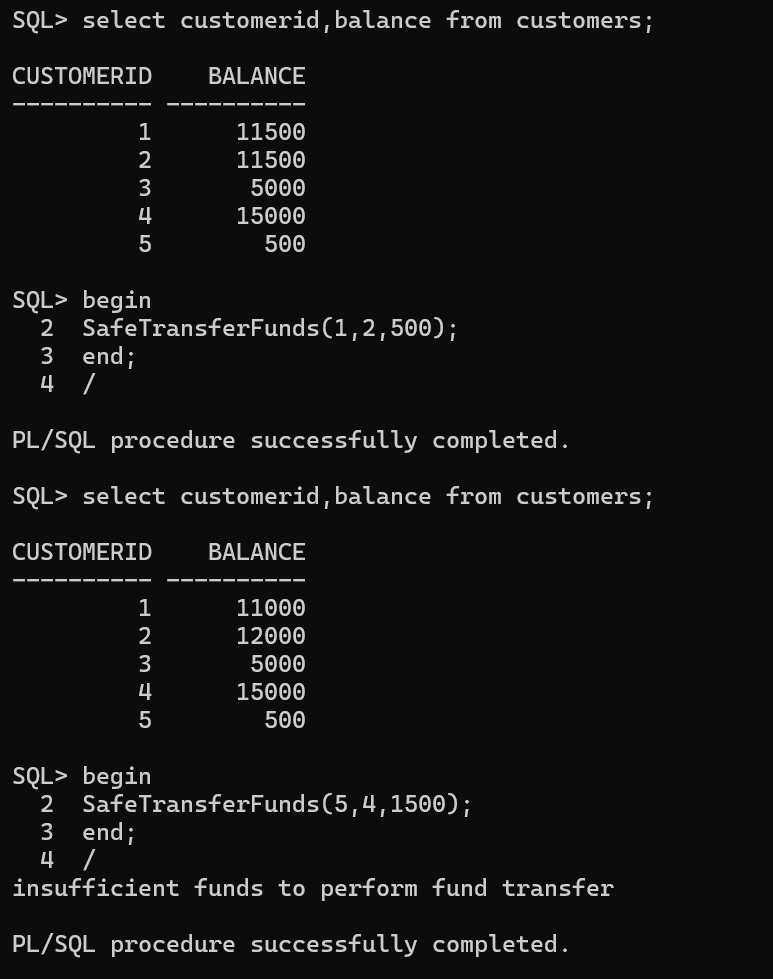 SQL> select customerid,balance from customers;
CUSTOMERID    BALANCE
---------- ----------
         1      11500
         2      11500
         3       5000
         4      15000
         5        500
SQL> begin
  2  SafeTransferFunds(1,2,500);
  3  end;
  4  /
PL/SQL procedure successfully completed.
SQL> select customerid,balance from customers;
CUSTOMERID    BALANCE
---------- ----------
         1      11000
         2      12000
         3       5000
         4      15000
         5        500
SQL> begin
  2  SafeTransferFunds(5,4,1500);
  3  end;
  4  /
insufficient funds to perform fund transfer
PL/SQL procedure successfully completed.